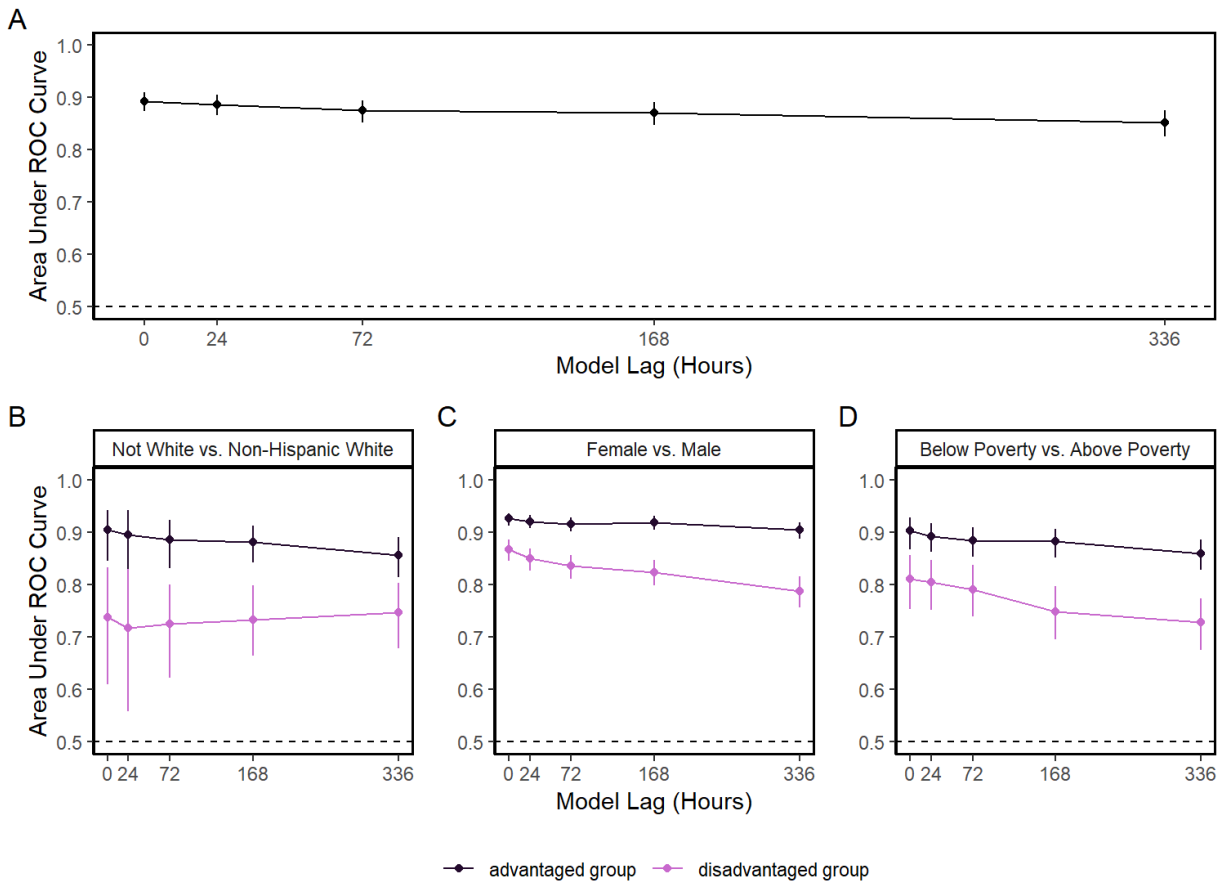 A
Area Under ROC Curve
1.0
0.9
0.8
0.7
0.6
0.5
0 24 72 168 336
Model Lag (Hours)
B
Not White vs. Non-Hispanic White
Area Under ROC Curve
1.0
0.9
0.8
0.7
0.6
0.5
0 24 72 168 336
C
Female vs. Male
1.0
0.9
0.8
0.7
0.6
0.5
0 24 72 168 336
Model Lag (Hours)
D
Below Poverty vs. Above Poverty
1.0
0.9
0.8
0.7
0.6
0.5
0 24 72 168 336
advantaged group disadvantaged group